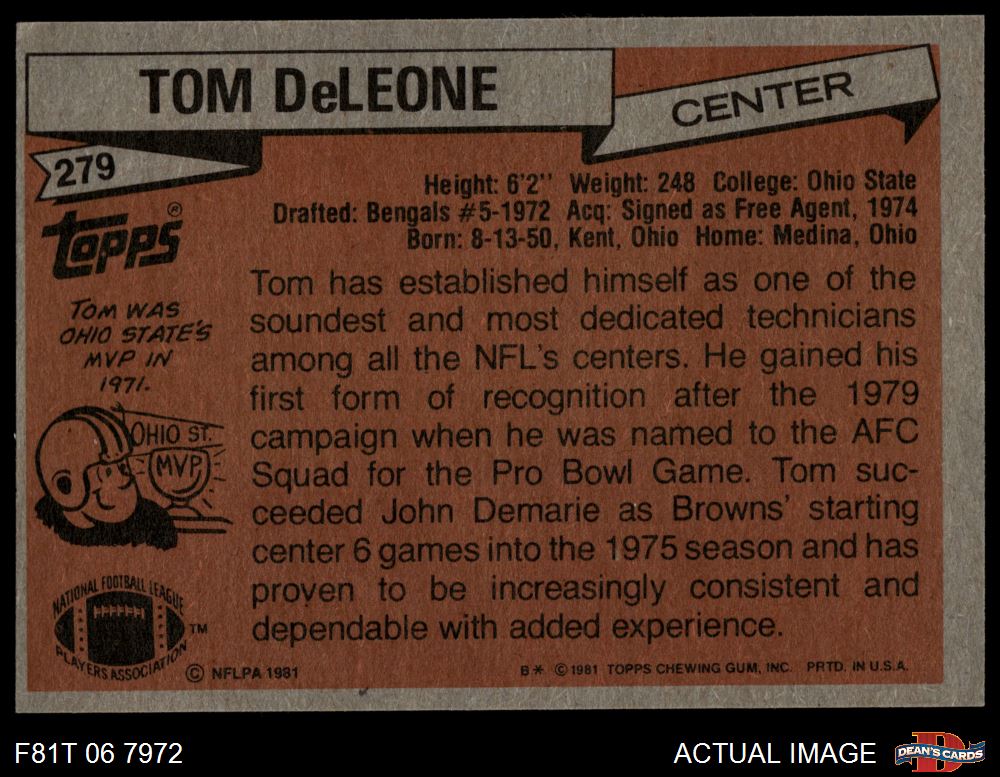 TOM DeLEONE
CENTER
279
Height: 6'2" Weight: 248 College: Ohio State
Drafted: Bengals #5-1972 Acq: Signed as Free Agent, 1974
Born: 8-13-50, Kent, Ohio Home: Medina, Ohio
TOPPS®
TOM WAS
OHIO STATE'S
MVP IN
1971.
OHIO ST.
MVP
Tom has established himself as one of the
soundest and most dedicated technicians
among all the NFL's centers. He gained his
first form of recognition after the 1979
campaign when he was named to the AFC
Squad for the Pro Bowl Game. Tom suc-
ceeded John Demarie as Browns' starting
center 6 games into the 1975 season and has
proven to be increasingly consistent and
dependable with added experience.
NATIONAL FOOTBALL LEAGUE
PLAYERS ASSOCIATION
TM
© NFLPA 1981
B* © 1981 TOPPS CHEWING GUM, INC. PRTD. IN U.S.A.
F81T 06 7972
ACTUAL IMAGE
D
DEAN'S CARDS